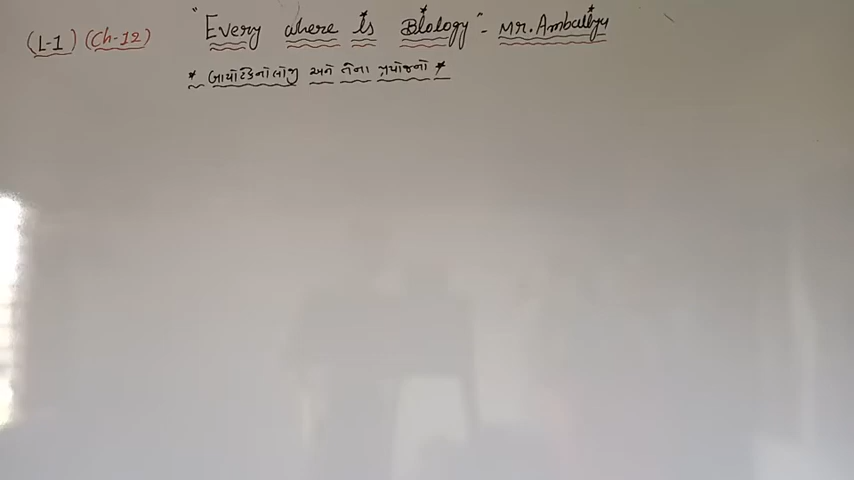 (L-1) (Ch-12) "Every where is Biology" - Mr. Ambaliya
* બાયોટેકનોલોજી અને તેના પ્રયોજનો *